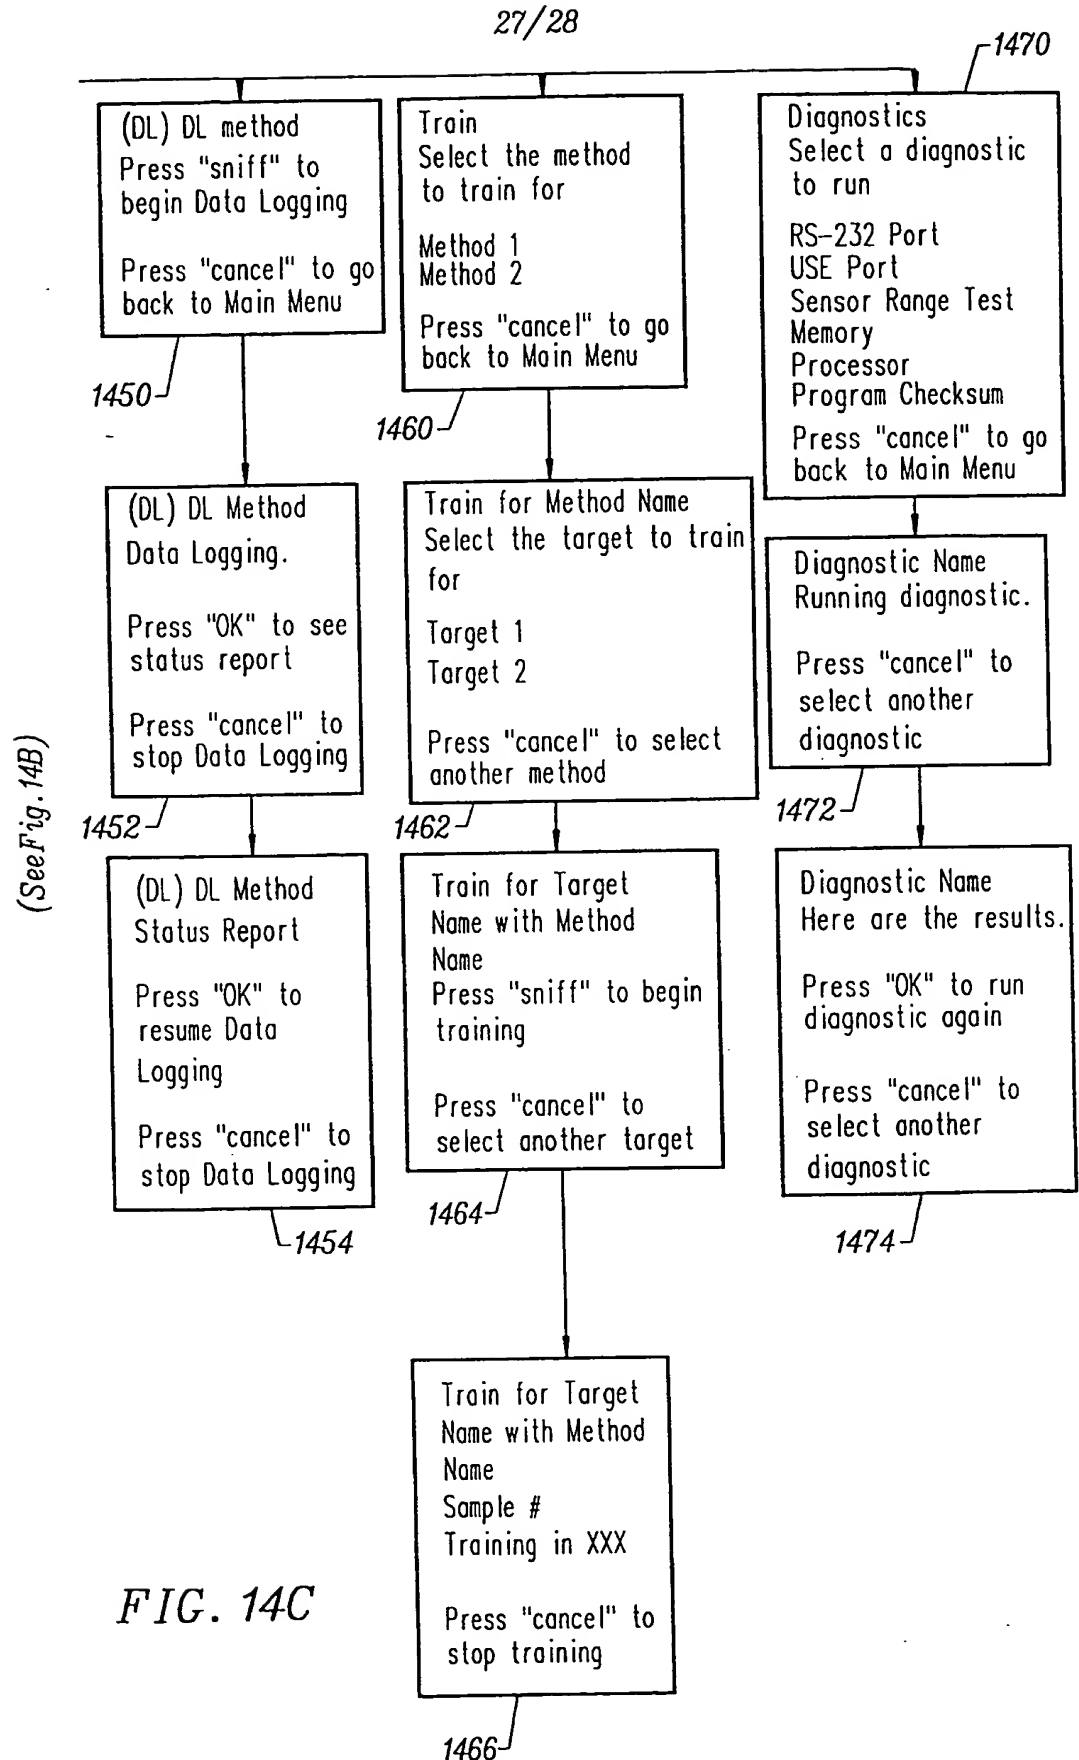 27/28
1470
(DL) DL method
Press "sniff" to
begin Data Logging
Press "cancel" to go
back to Main Menu
1450
Train
Select the method
to train for
Method 1
Method 2
Press "cancel" to go
back to Main Menu
1460
Diagnostics
Select a diagnostic
to run
RS-232 Port
USE Port
Sensor Range Test
Memory
Processor
Program Checksum
Press "cancel" to go
back to Main Menu
(DL) DL Method
Data Logging.
Press "OK" to see
status report
Press "cancel" to
stop Data Logging
1452
Train for Method Name
Select the target to train
for
Target 1
Target 2
Press "cancel" to select
another method
1462
Diagnostic Name
Running diagnostic.
Press "cancel" to
select another
diagnostic
1472
(See Fig. 14B)
(DL) DL Method
Status Report
Press "OK" to
resume Data
Logging
Press "cancel" to
stop Data Logging
1454
Train for Target
Name with Method
Name
Press "sniff" to begin
training
Press "cancel" to
select another target
1464
Diagnostic Name
Here are the results.
Press "OK" to run
diagnostic again
Press "cancel" to
select another
diagnostic
1474
Train for Target
Name with Method
Name
Sample #
Training in XXX
Press "cancel" to
stop training
1466
FIG. 14C